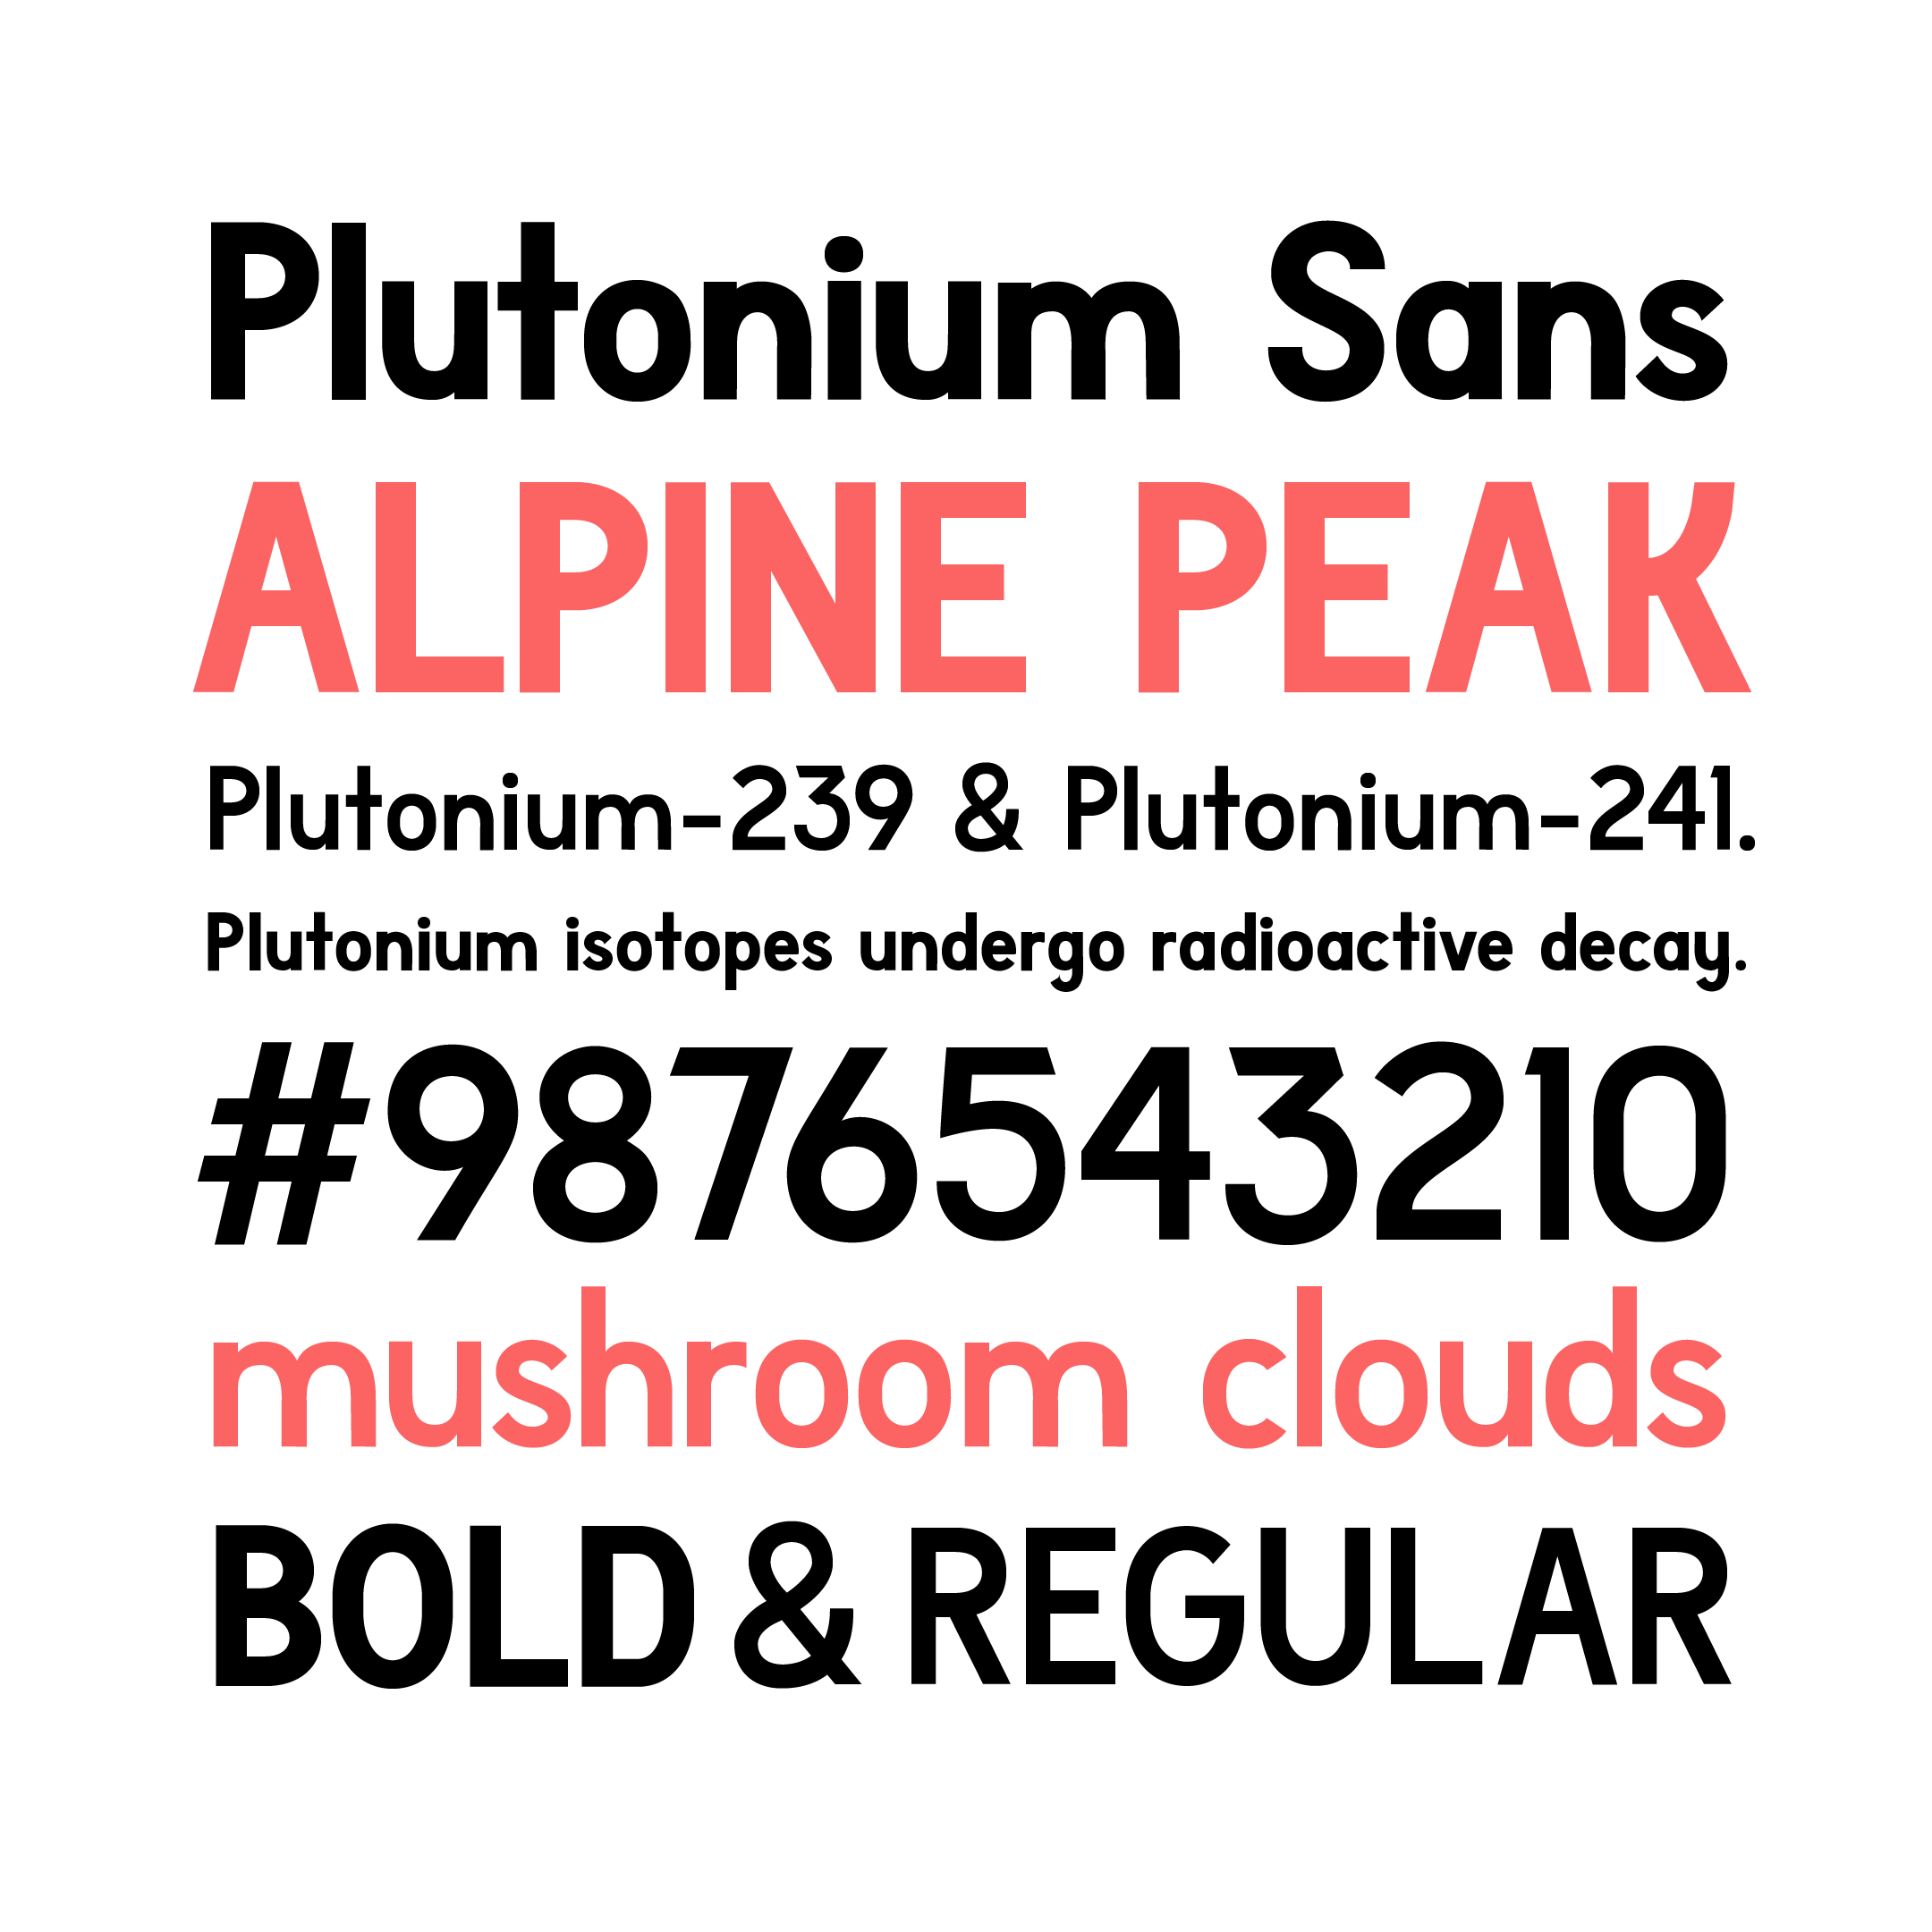 Plutonium Sans
ALPINE PEAK
Plutonium-239 & Plutonium-241.
Plutonium isotopes undergo radioactive decay.
#9876543210
mushroom clouds
BOLD & REGULAR